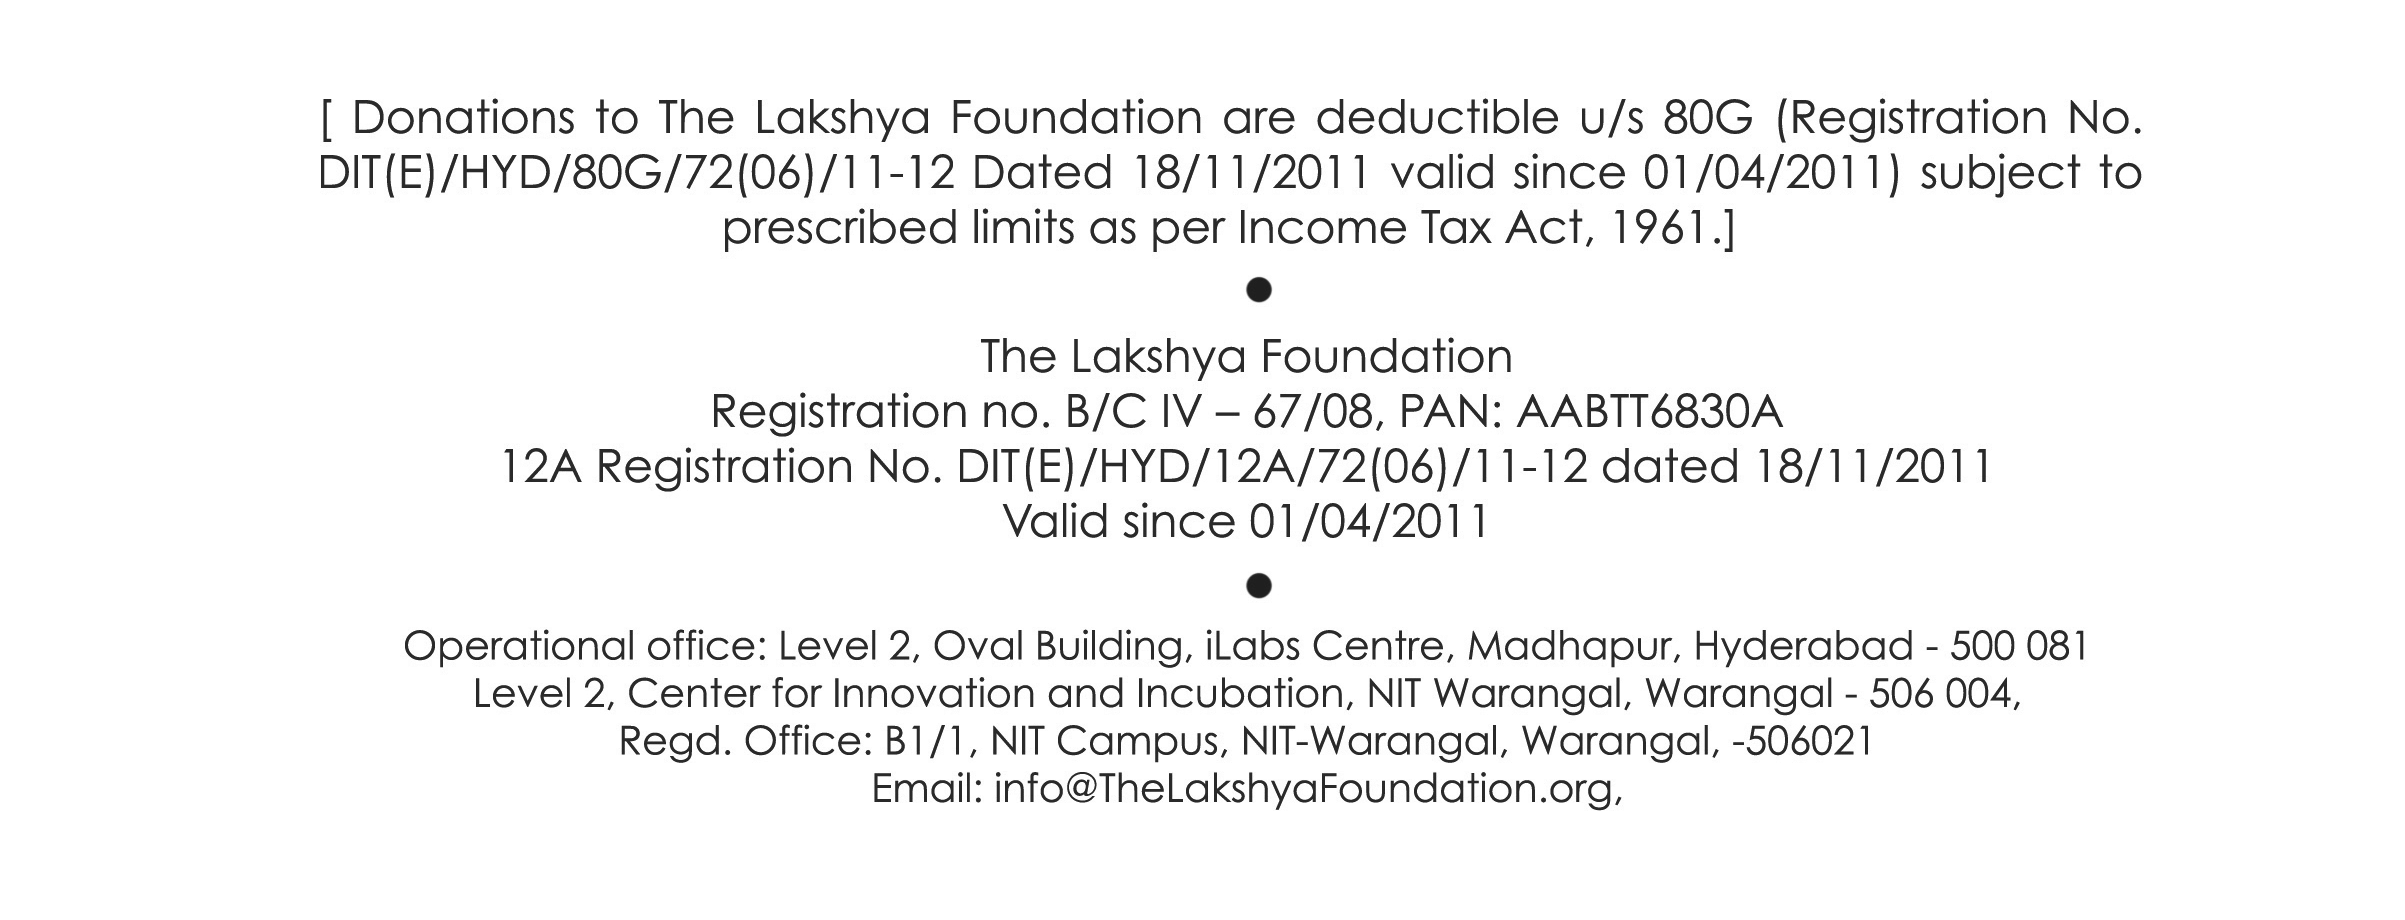 [ Donations to The Lakshya Foundation are deductible u/s 80G (Registration No.
DIT(E)/HYD/80G/72(06)/11-12 Dated 18/11/2011 valid since 01/04/2011) subject to
prescribed limits as per Income Tax Act, 1961.]
●
The Lakshya Foundation
Registration no. B/C IV – 67/08, PAN: AABTT6830A
12A Registration No. DIT(E)/HYD/12A/72(06)/11-12 dated 18/11/2011
Valid since 01/04/2011
●
Operational office: Level 2, Oval Building, iLabs Centre, Madhapur, Hyderabad - 500 081
Level 2, Center for Innovation and Incubation, NIT Warangal, Warangal - 506 004,
Regd. Office: B1/1, NIT Campus, NIT-Warangal, Warangal, -506021
Email: info@TheLakshyaFoundation.org,